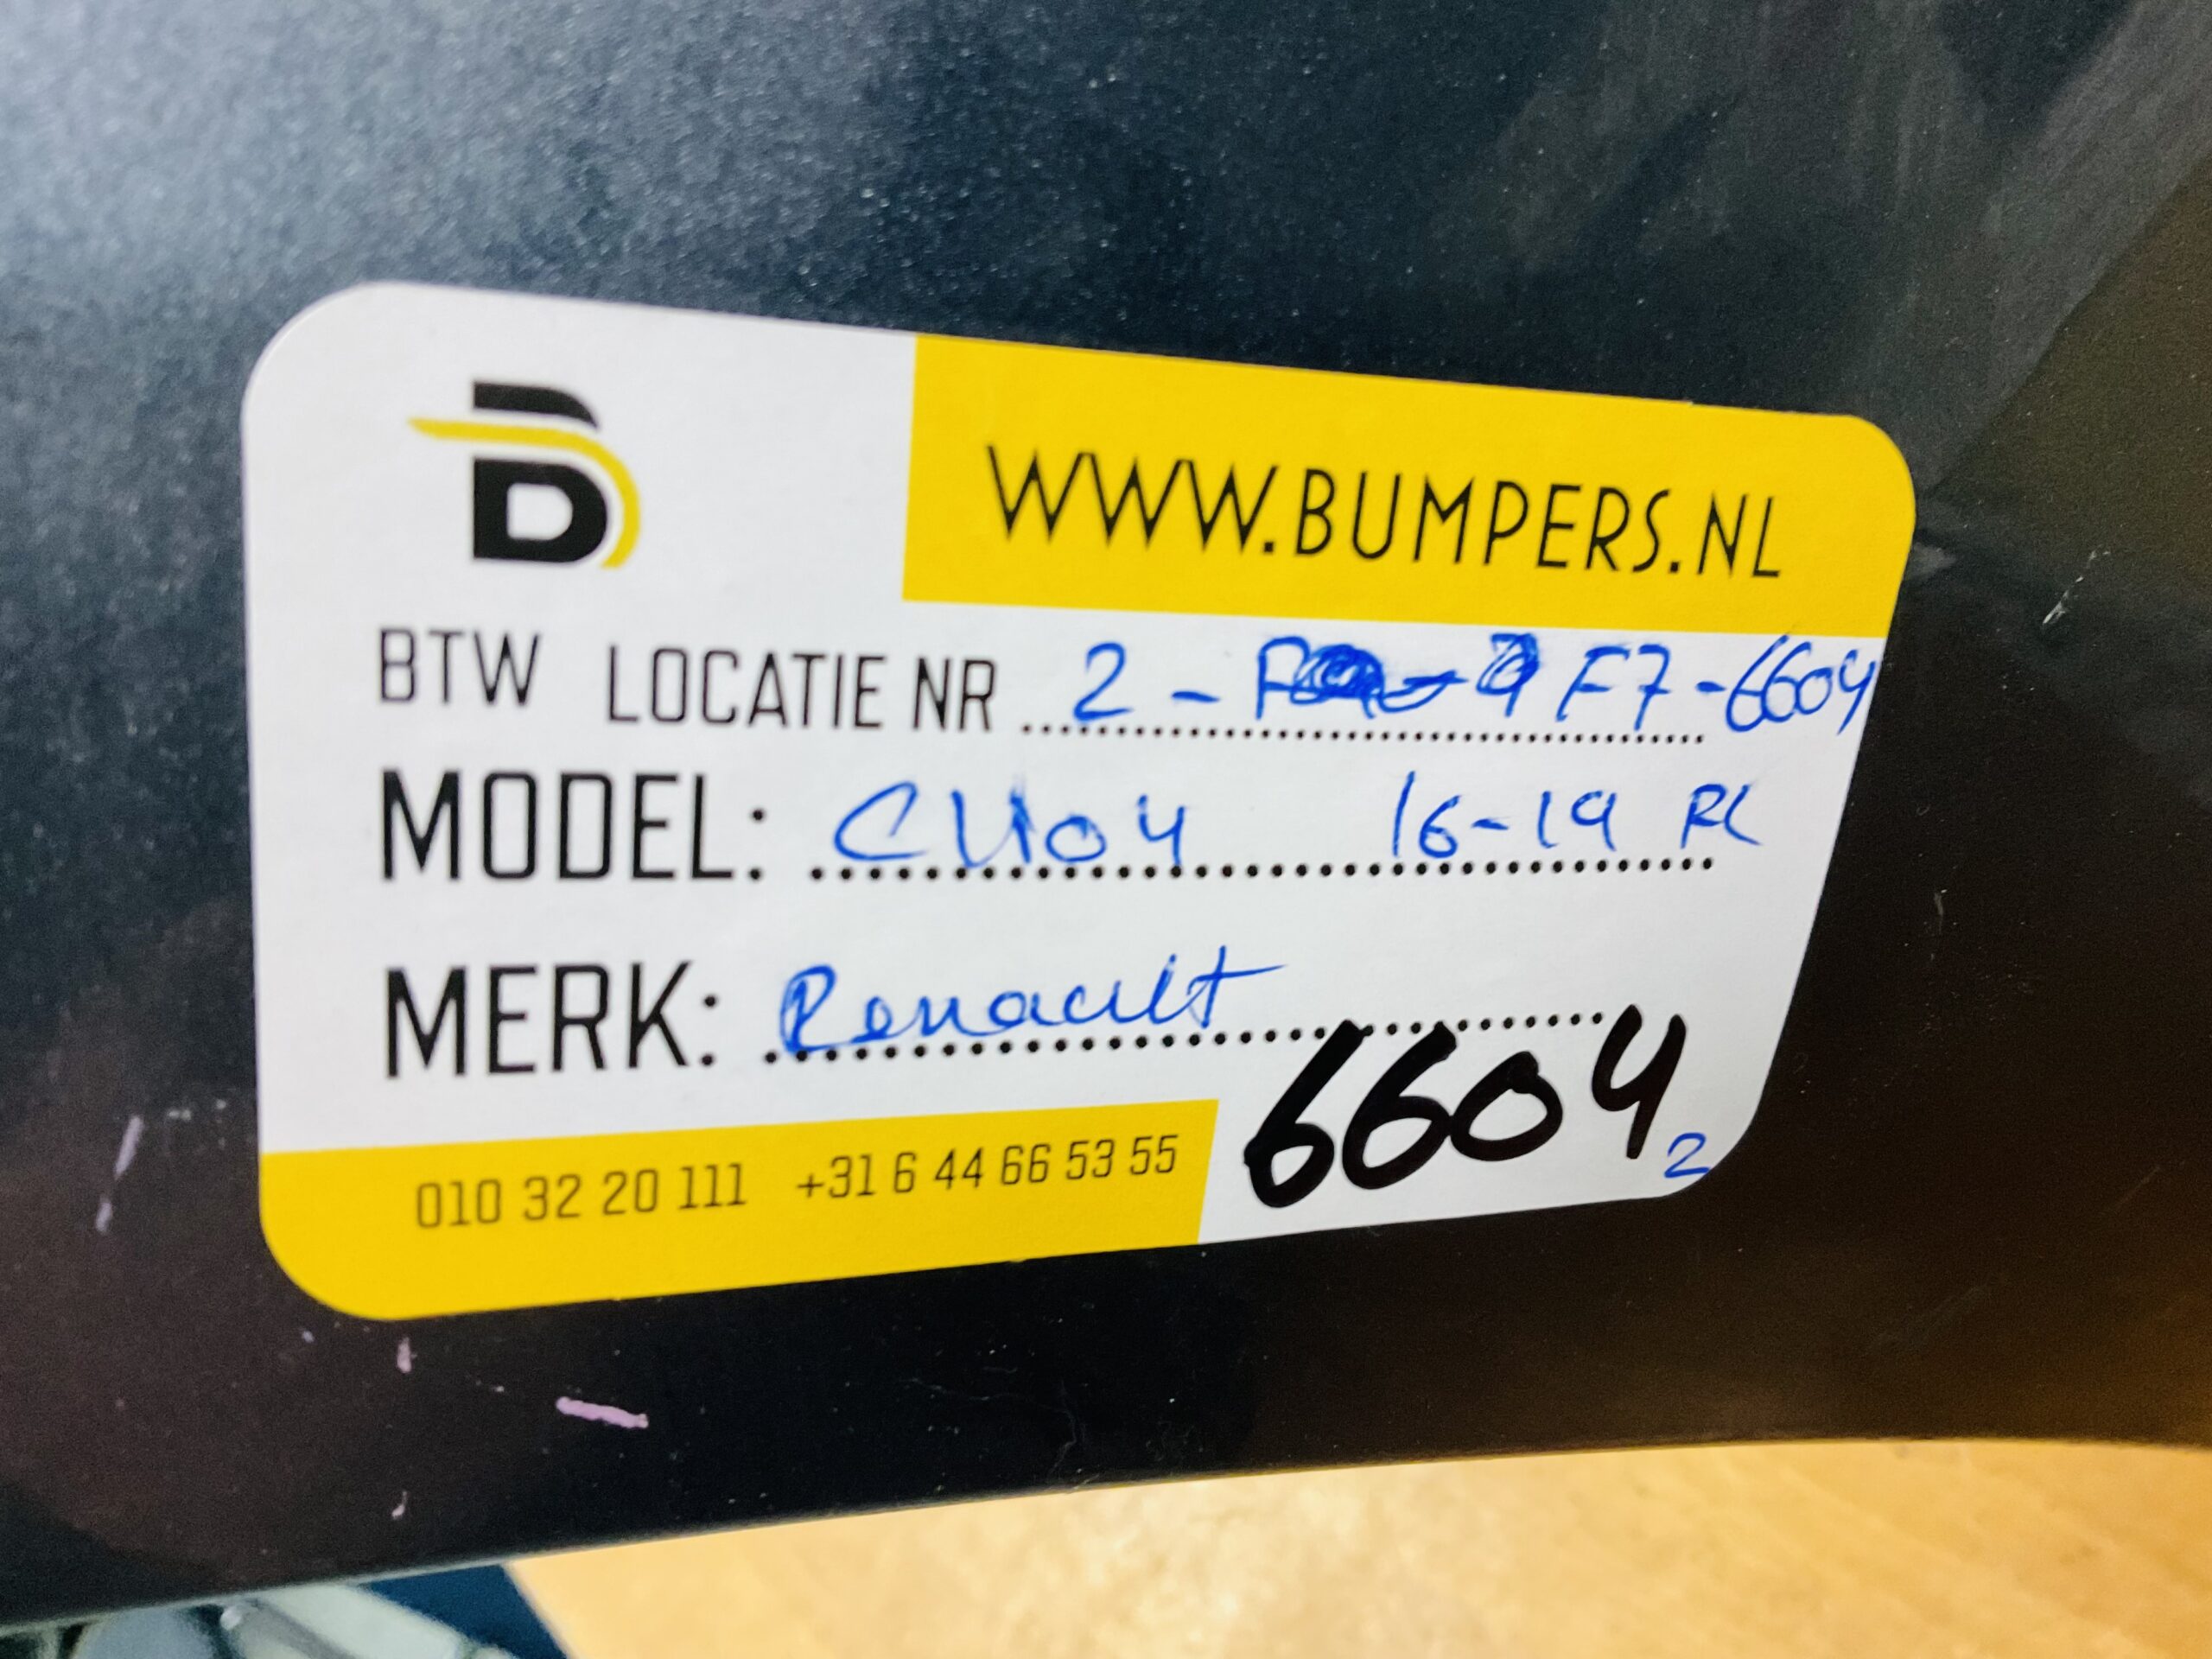 B
WWW.BUMPERS.NL
BTW LOCATIE NR 2 - F7-6604
MODEL: CLIO 4 16-19 RL
MERK: Renault
6604
2
010 32 20 111 +31 6 44 66 53 55